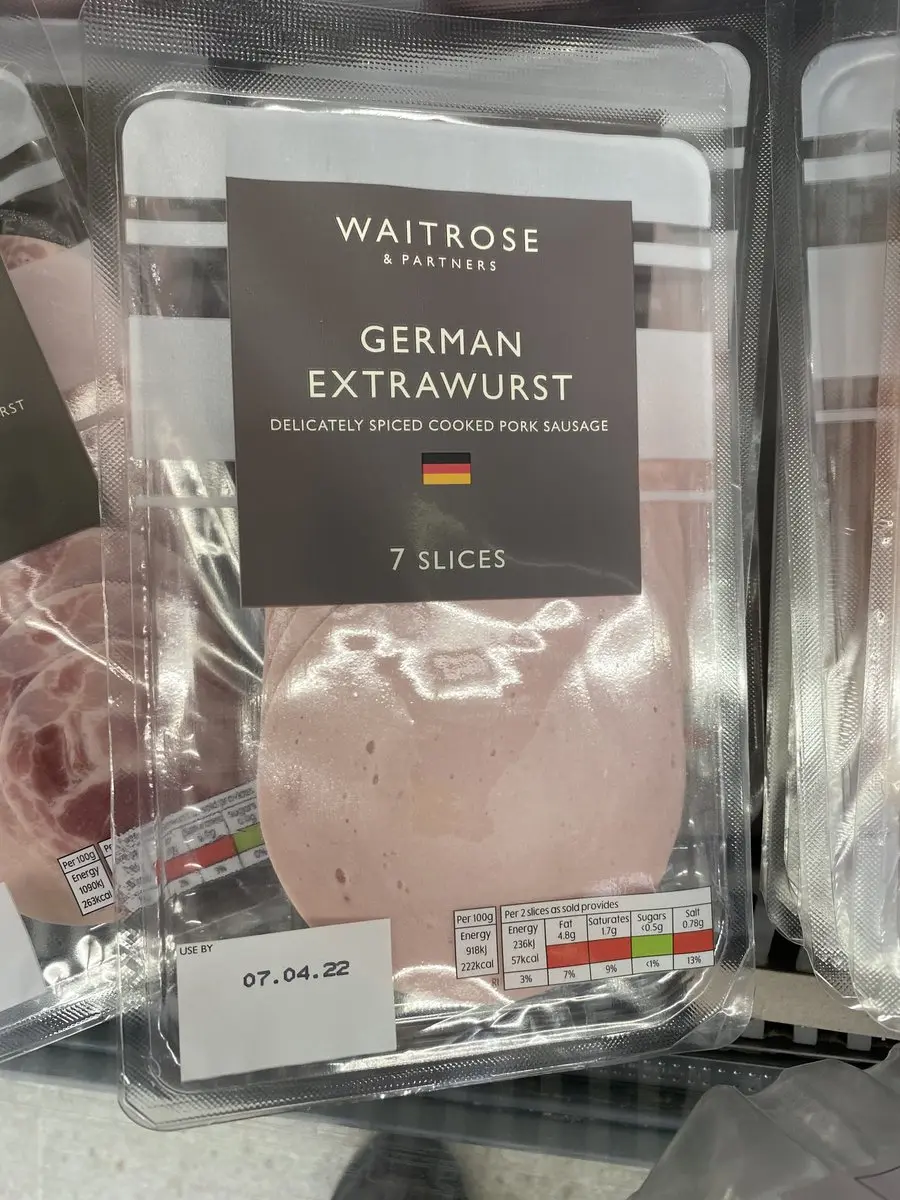 WAITROSE
& PARTNERS
GERMAN
EXTRAWURST
DELICATELY SPICED COOKED PORK SAUSAGE
7 SLICES
RST
Per 100g
Energy
1090kJ
263kcal
USE BY
07.04.22
Per 100g
Energy
918kJ
222kcal
Per 2 slices as sold provides
Energy Fat Saturates Sugars Salt
236kJ 4.8g 1.7g <0.5g 0.78g
57kcal
RI 3% 7% 9% <1% 13%